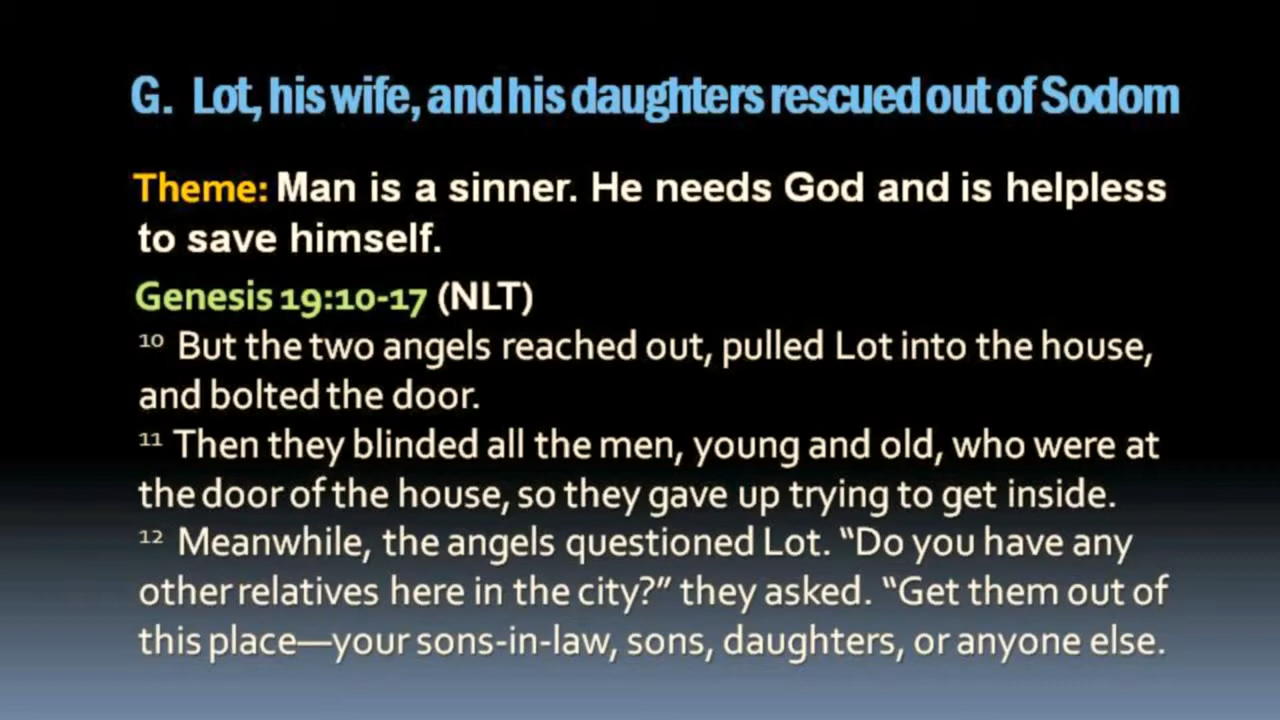 G. Lot, his wife, and his daughters rescued out of Sodom
Theme: Man is a sinner. He needs God and is helpless
to save himself.
Genesis 19:10-17 (NLT)
10 But the two angels reached out, pulled Lot into the house,
and bolted the door.
11 Then they blinded all the men, young and old, who were at
the door of the house, so they gave up trying to get inside.
12 Meanwhile, the angels questioned Lot. “Do you have any
other relatives here in the city?” they asked. “Get them out of
this place—your sons-in-law, sons, daughters, or anyone else.